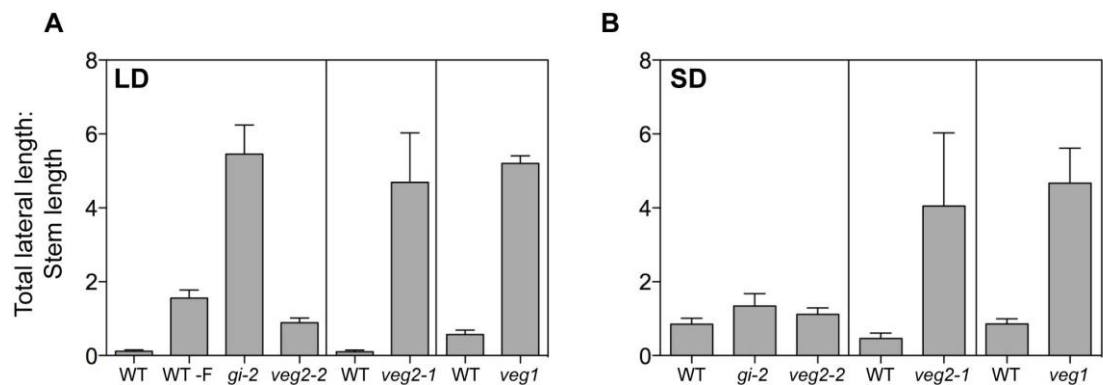 A
B
Total lateral length:
Stem length
8
6
4
2
0
LD
WT WT -F gi-2 veg2-2 WT veg2-1 WT veg1
8
6
4
2
0
SD
WT gi-2 veg2-2 WT veg2-1 WT veg1